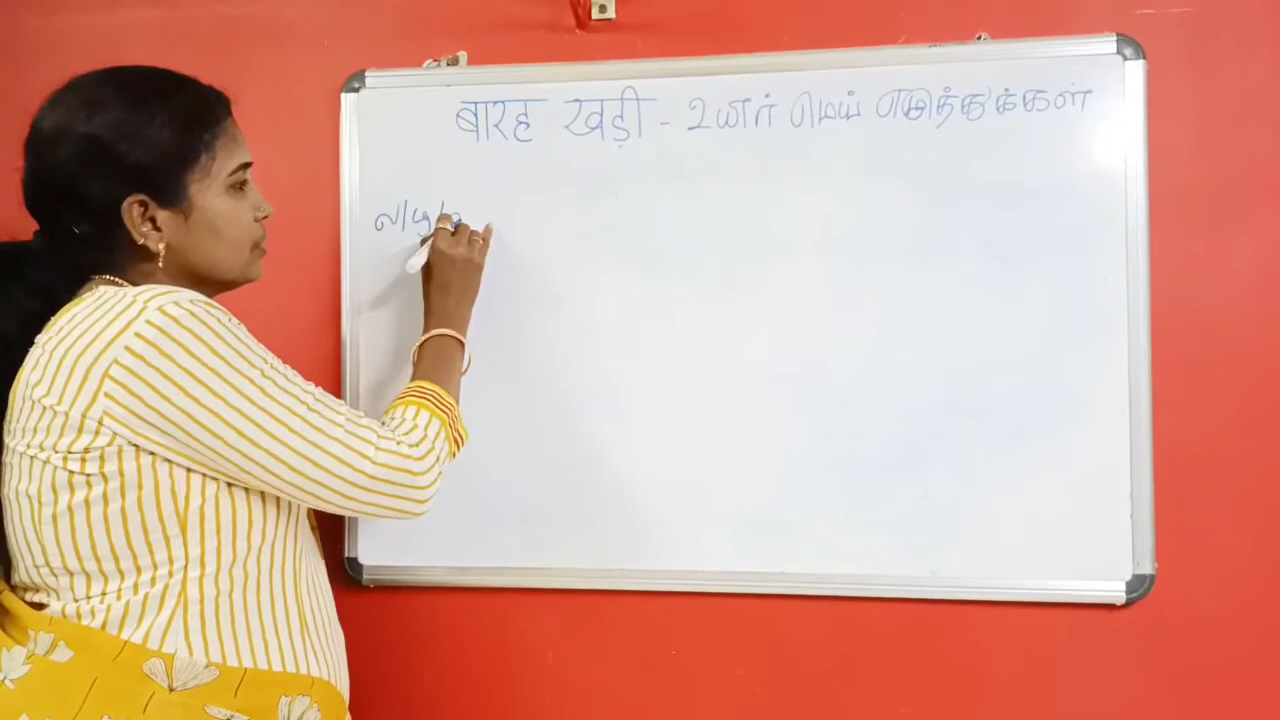 बारह खड़ी - உயிர் மெய் எழுத்துக்கள்
ல/ழ/